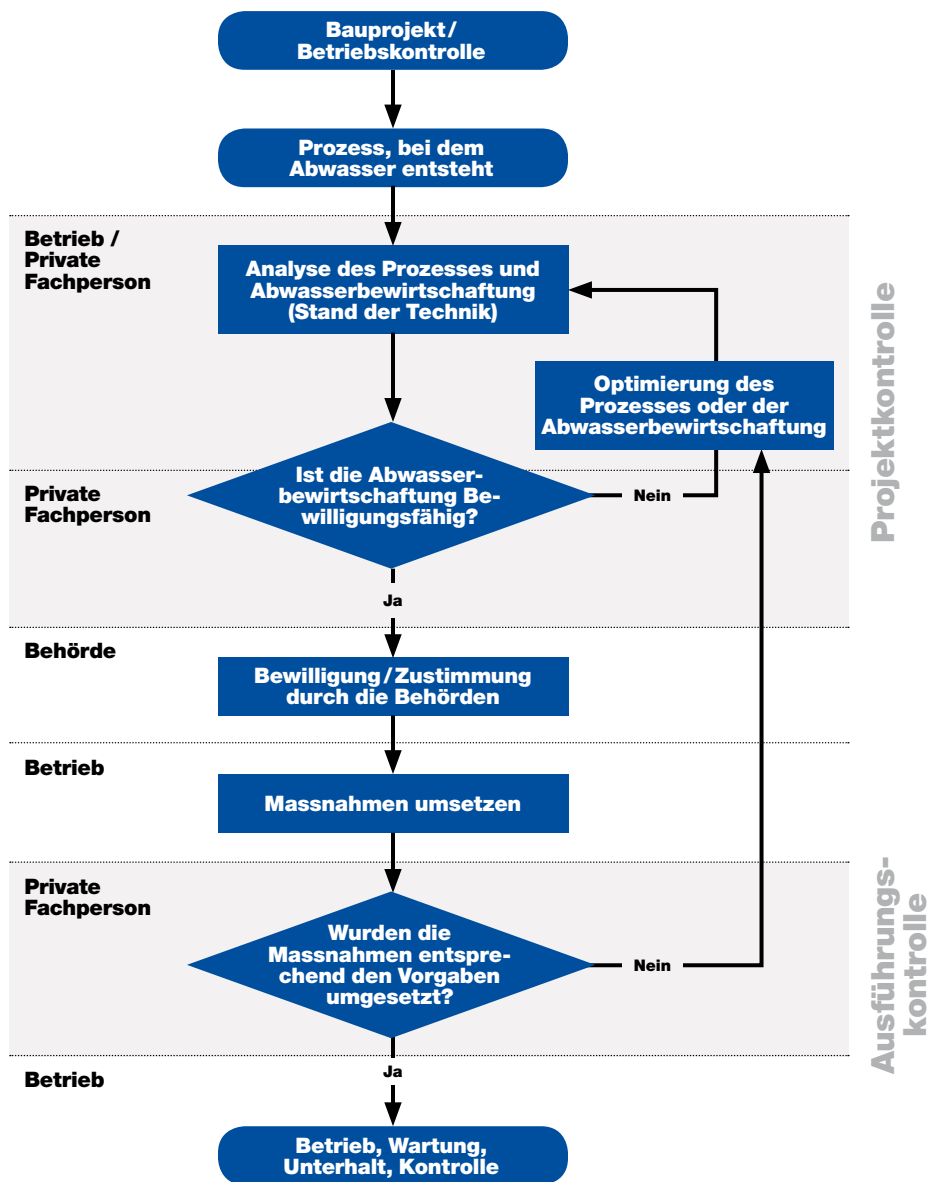 Bauprojekt /
Betriebskontrolle
Prozess, bei dem
Abwasser entsteht
Betrieb /
Private
Fachperson
Analyse des Prozesses und
Abwasserbewirtschaftung
(Stand der Technik)
Optimierung des
Prozesses oder der
Abwasserbewirtschaftung
Projektkontrolle
Private
Fachperson
Ist die Abwasser-
bewirtschaftung Be-
willigungsfähig?
Nein
Ja
Behörde
Bewilligung / Zustimmung
durch die Behörden
Betrieb
Massnahmen umsetzen
Private
Fachperson
Wurden die
Massnahmen entspre-
chend den Vorgaben
umgesetzt?
Nein
Ausführungs-
kontrolle
Ja
Betrieb
Betrieb, Wartung,
Unterhalt, Kontrolle